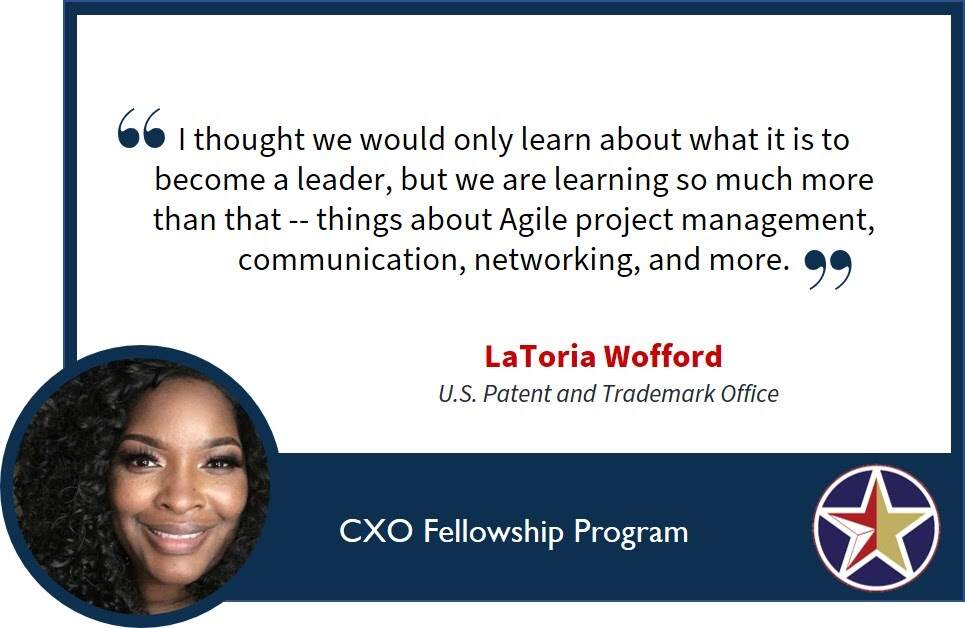 “ I thought we would only learn about what it is to
become a leader, but we are learning so much more
than that -- things about Agile project management,
communication, networking, and more. ”
LaToria Wofford
U.S. Patent and Trademark Office
CXO Fellowship Program